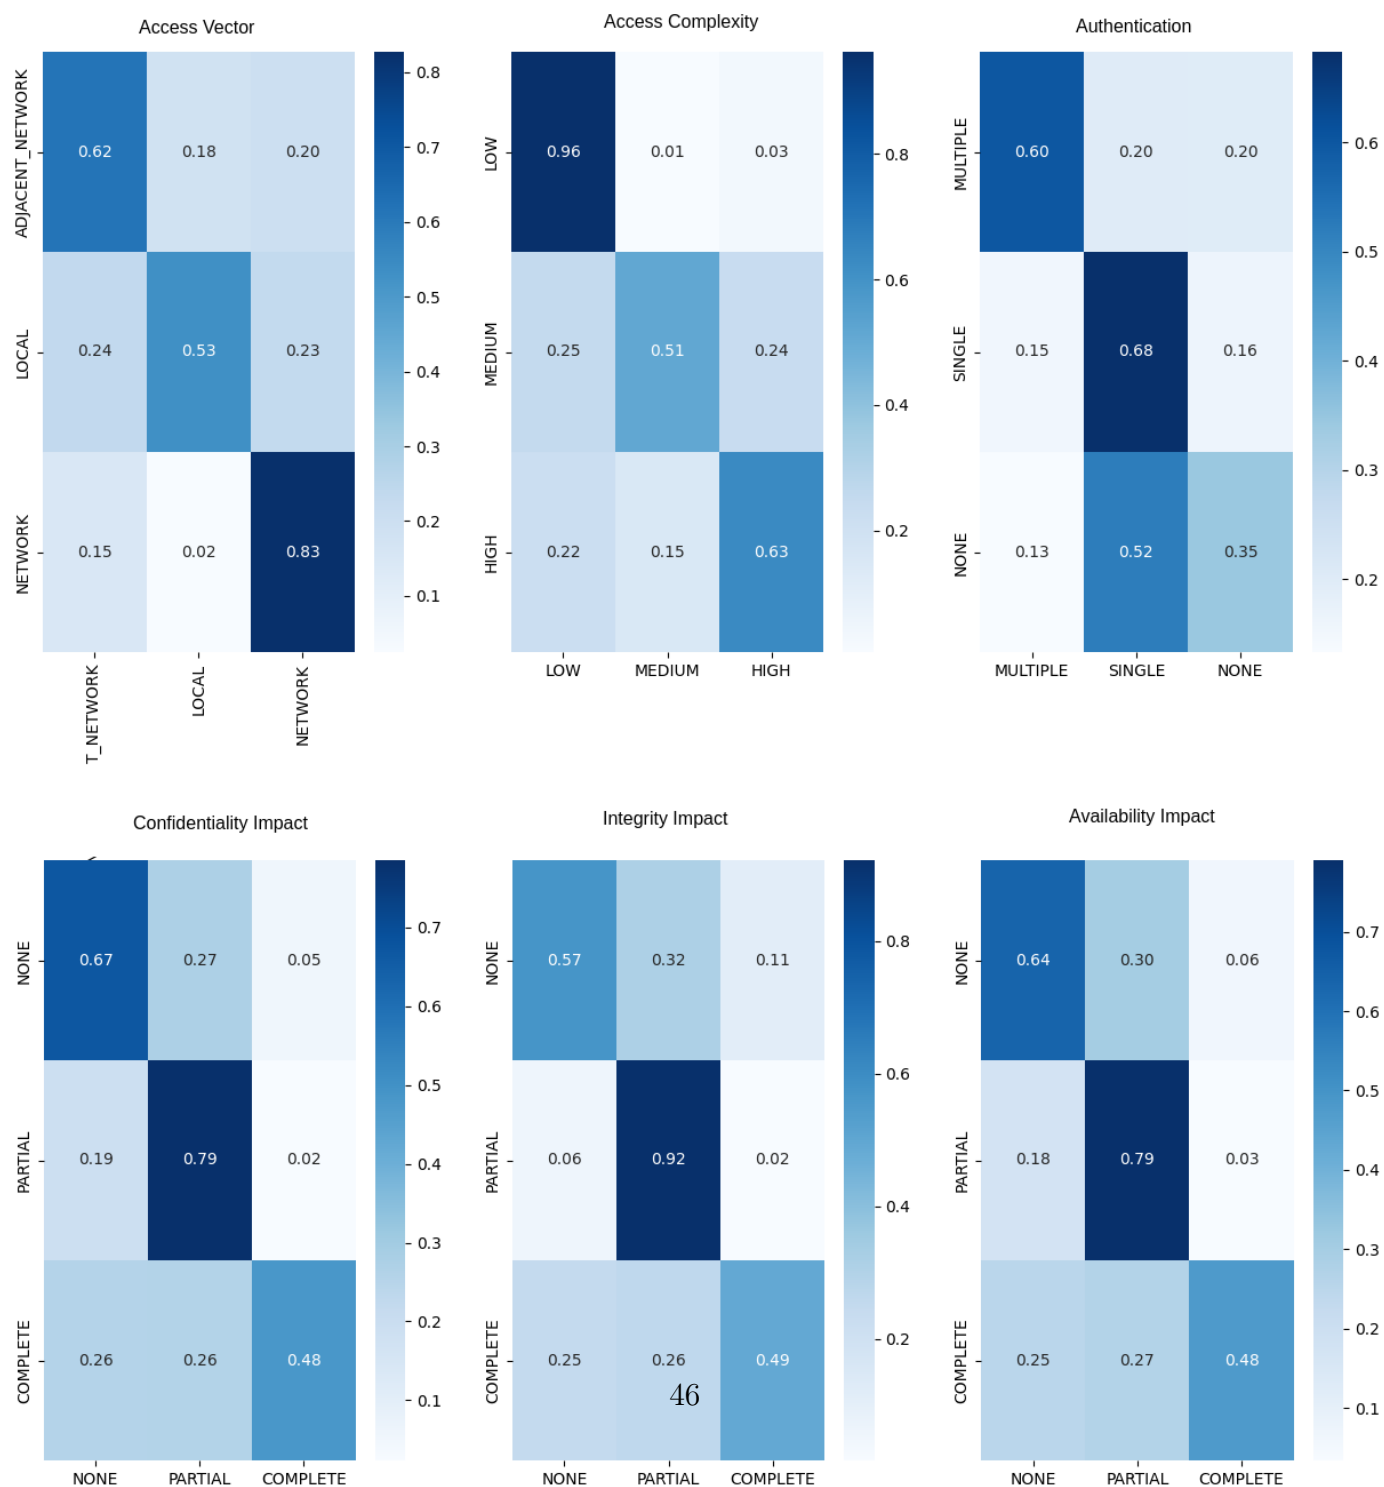 Access Vector
Access Complexity
Authentication
ADJACENT_NETWORK
LOCAL
NETWORK
0.62 0.18 0.20
0.24 0.53 0.23
0.15 0.02 0.83
T_NETWORK
LOCAL
NETWORK
0.8
0.7
0.6
0.5
0.4
0.3
0.2
0.1
LOW
MEDIUM
HIGH
0.96 0.01 0.03
0.25 0.51 0.24
0.22 0.15 0.63
LOW MEDIUM HIGH
0.8
0.6
0.4
0.2
MULTIPLE
SINGLE
NONE
0.60 0.20 0.20
0.15 0.68 0.16
0.13 0.52 0.35
MULTIPLE SINGLE NONE
0.6
0.5
0.4
0.3
0.2
Confidentiality Impact
Integrity Impact
Availability Impact
NONE
PARTIAL
COMPLETE
0.67 0.27 0.05
0.19 0.79 0.02
0.26 0.26 0.48
NONE PARTIAL COMPLETE
0.7
0.6
0.5
0.4
0.3
0.2
0.1
NONE
PARTIAL
COMPLETE
0.57 0.32 0.11
0.06 0.92 0.02
0.25 0.26 0.49
46
NONE PARTIAL COMPLETE
0.8
0.6
0.4
0.2
NONE
PARTIAL
COMPLETE
0.64 0.30 0.06
0.18 0.79 0.03
0.25 0.27 0.48
NONE PARTIAL COMPLETE
0.7
0.6
0.5
0.4
0.3
0.2
0.1